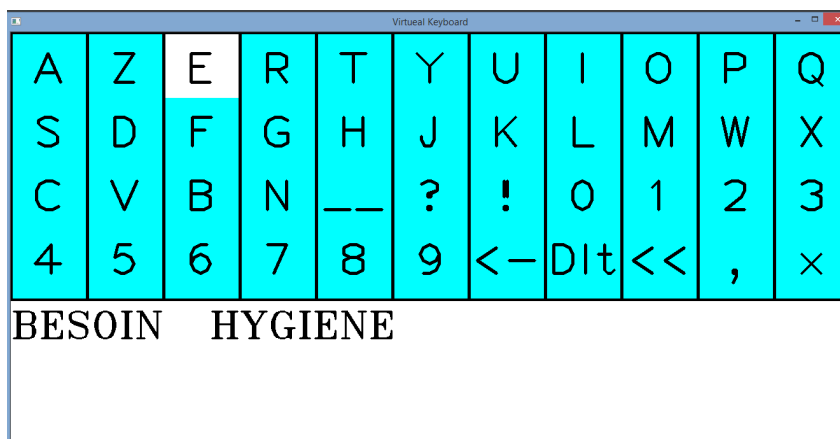 Virtueal Keyboard
A Z E R T Y U I O P Q
S D F G H J K L M W X
C V B N __ ? ! 0 1 2 3
4 5 6 7 8 9 <- Dlt << , ×
BESOIN HYGIENE